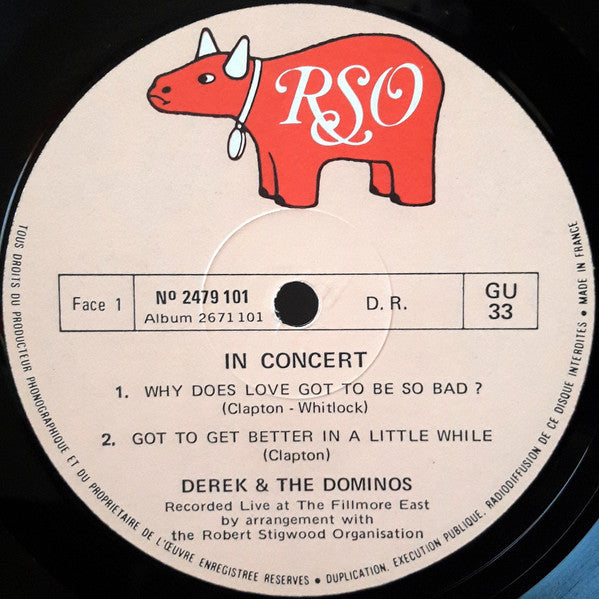 RSO
Face 1
Nº 2479 101
Album 2671 101
D. R.
GU
33
IN CONCERT
1. WHY DOES LOVE GOT TO BE SO BAD ?
(Clapton - Whitlock)
2. GOT TO GET BETTER IN A LITTLE WHILE
(Clapton)
DEREK & THE DOMINOS
Recorded Live at The Fillmore East
by arrangement with
the Robert Stigwood Organisation
TOUS DROITS DU PRODUCTEUR PHONOGRAPHIQUE ET DU PROPRIETAIRE DE L'ŒUVRE ENREGISTREE RESERVES • DUPLICATION, EXECUTION PUBLIQUE, RADIODIFFUSION DE CE DISQUE INTERDITES • MADE IN FRANCE